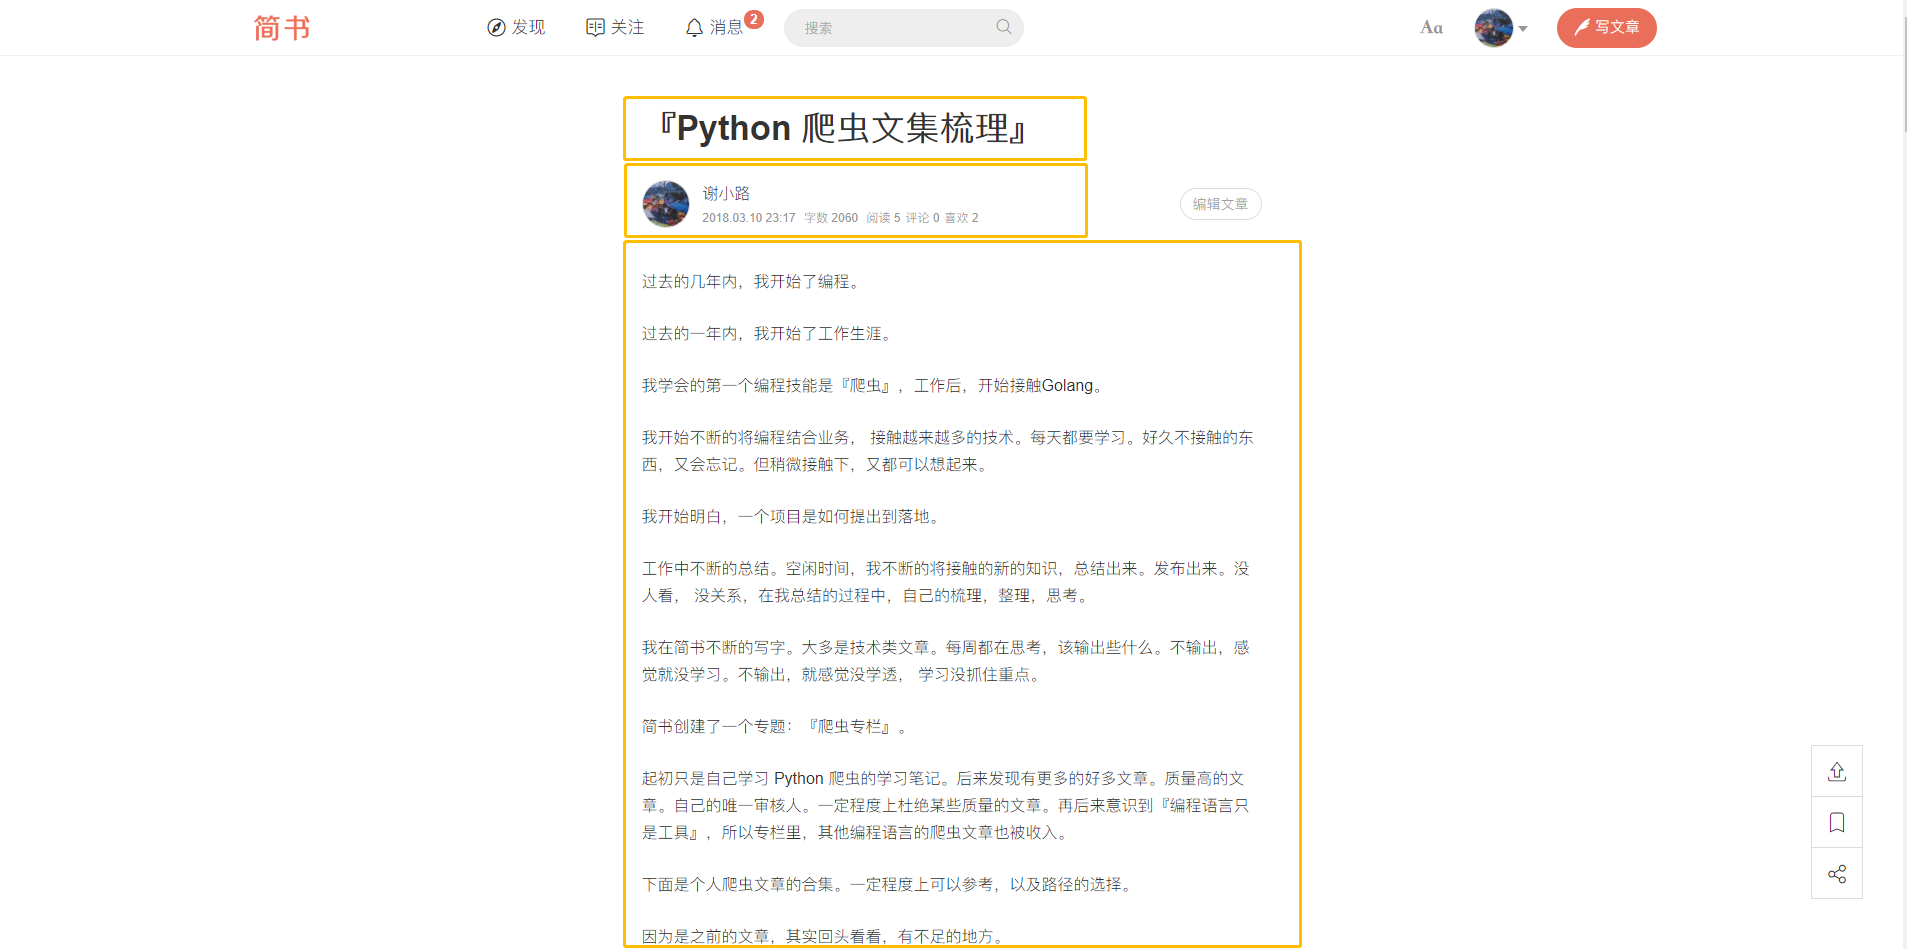 简书
发现
关注
消息
2
搜索
Aa
写文章
『Python 爬虫文集梳理』
谢小路
2018.03.10 23:17 字数 2060 阅读 5 评论 0 喜欢 2
编辑文章
过去的几年内，我开始了编程。
过去的一年内，我开始了工作生涯。
我学会的第一个编程技能是『爬虫』，工作后，开始接触Golang。
我开始不断的将编程结合业务， 接触越来越多的技术。每天都要学习。好久不接触的东
西，又会忘记。但稍微接触下，又都可以想起来。
我开始明白，一个项目是如何提出到落地。
工作中不断的总结。空闲时间，我不断的将接触的新的知识，总结出来。发布出来。没
人看， 没关系，在我总结的过程中，自己的梳理，整理，思考。
我在简书不断的写字。大多是技术类文章。每周都在思考，该输出些什么。不输出，感
觉就没学习。不输出，就感觉没学透， 学习没抓住重点。
简书创建了一个专题：『爬虫专栏』。
起初只是自己学习 Python 爬虫的学习笔记。后来发现有更多的好多文章。质量高的文
章。自己的唯一审核人。一定程度上杜绝某些质量的文章。再后来意识到『编程语言只
是工具』，所以专栏里，其他编程语言的爬虫文章也被收入。
下面是个人爬虫文章的合集。一定程度上可以参考，以及路径的选择。
因为是之前的文章，其实回头看看，有不足的地方。